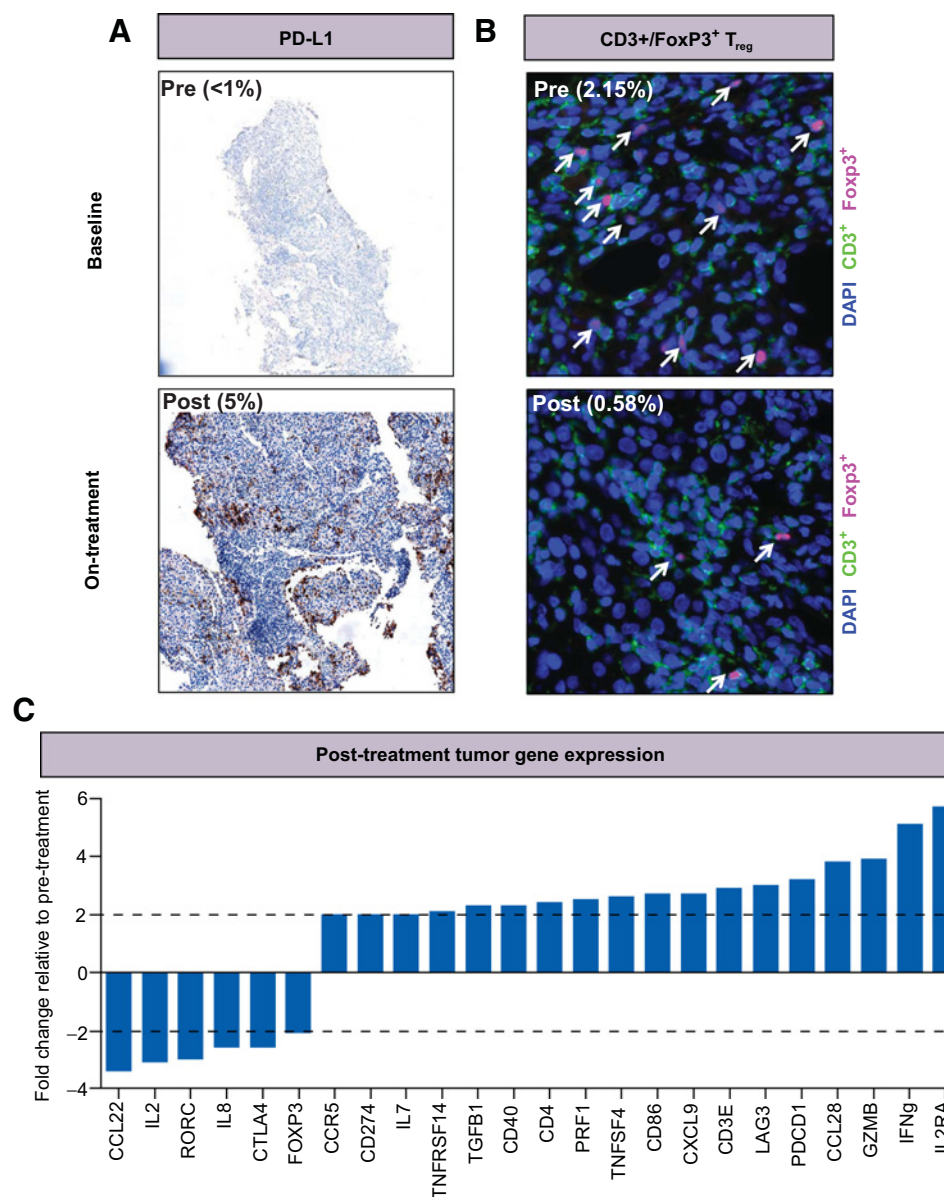 A
PD-L1
B
CD3+/FoxP3⁺ Treg
Baseline
Pre (<1%)
Pre (2.15%)
DAPI CD3⁺ Foxp3⁺
On-treatment
Post (5%)
Post (0.58%)
DAPI CD3⁺ Foxp3⁺
C
Post-treatment tumor gene expression
Fold change relative to pre-treatment
6
4
2
0
−2
−4
CCL22
IL2
RORC
IL8
CTLA4
FOXP3
CCR5
CD274
IL7
TNFRSF14
TGFB1
CD40
CD4
PRF1
TNFSF4
CD86
CXCL9
CD3E
LAG3
PDCD1
CCL28
GZMB
IFNg
IL2RA